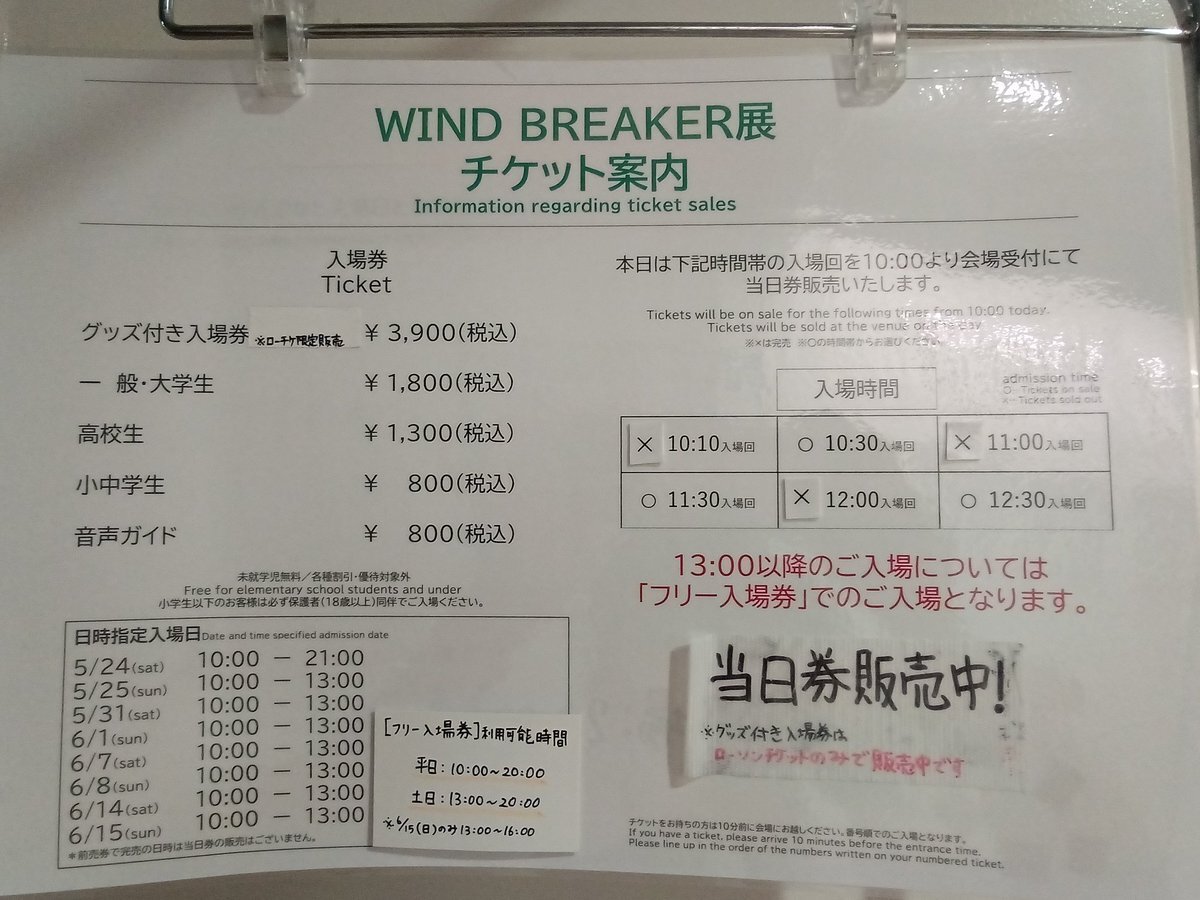 WIND BREAKER展
チケット案内
Information regarding ticket sales
入場券
Ticket
グッズ付き入場券 ※ローチケ限定販売 ¥ 3,900(税込)
一 般・大学生 ¥ 1,800(税込)
高校生 ¥ 1,300(税込)
小中学生 ¥ 800(税込)
音声ガイド ¥ 800(税込)
未就学児無料/各種割引・優待対象外
Free for elementary school students and under
小学生以下のお客様は必ず保護者(18歳以上)同伴でご入場ください。
日時指定入場日 Date and time specified admission date
5/24(sat) 10:00 - 21:00
5/25(sun) 10:00 - 13:00
5/31(sat) 10:00 - 13:00
6/1(sun) 10:00 - 13:00
6/7(sat) 10:00 - 13:00
6/8(sun) 10:00 - 13:00
6/14(sat) 10:00 - 13:00
6/15(sun) 10:00 - 13:00
*前売券で完売の日時は当日券の販売はございません。
[フリー入場券]利用可能時間
平日:10:00~20:00
土日:13:00~20:00
※6/15(日)のみ13:00~16:00
本日は下記時間帯の入場回を10:00より会場受付にて
当日券販売いたします。
Tickets will be on sale for the following times from 10:00 today.
Tickets will be sold at the venue on the day
※×は完売 ※○の時間帯からお選びください
入場時間
admission time
○…Tickets on sale
×…Tickets sold out
× 10:10入場回 ○ 10:30入場回 × 11:00入場回
○ 11:30入場回 × 12:00入場回 ○ 12:30入場回
13:00以降のご入場については
「フリー入場券」でのご入場となります。
当日券販売中!
※グッズ付き入場券は
ローソンチケットのみで販売中です
チケットをお持ちの方は10分前に会場にお越しください。番号順でのご入場となります。
If you have a ticket, please arrive 10 minutes before the entrance time.
Please line up in the order of the numbers written on your numbered ticket.